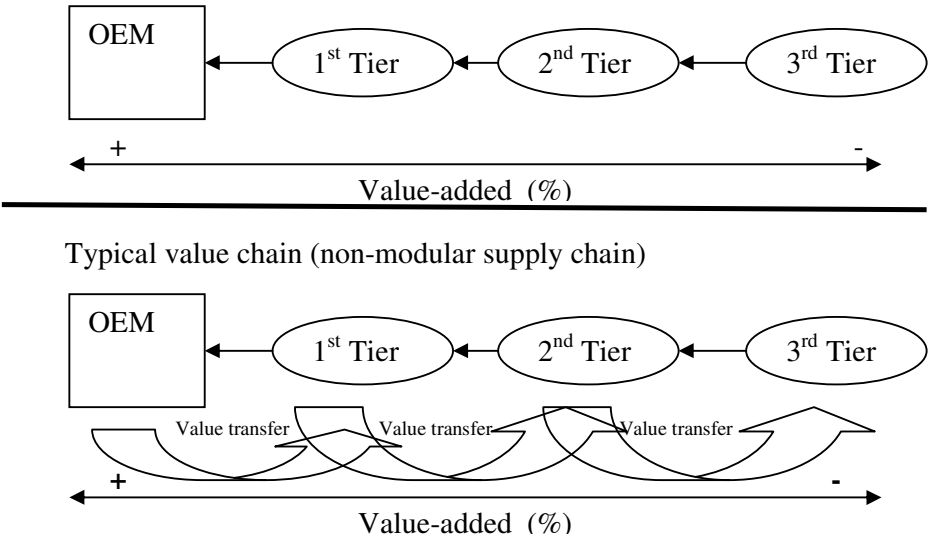 OEM
1st Tier
2nd Tier
3rd Tier
+ -
Value-added (%)
Typical value chain (non-modular supply chain)
OEM
1st Tier
2nd Tier
3rd Tier
Value transfer Value transfer Value transfer
+ -
Value-added (%)